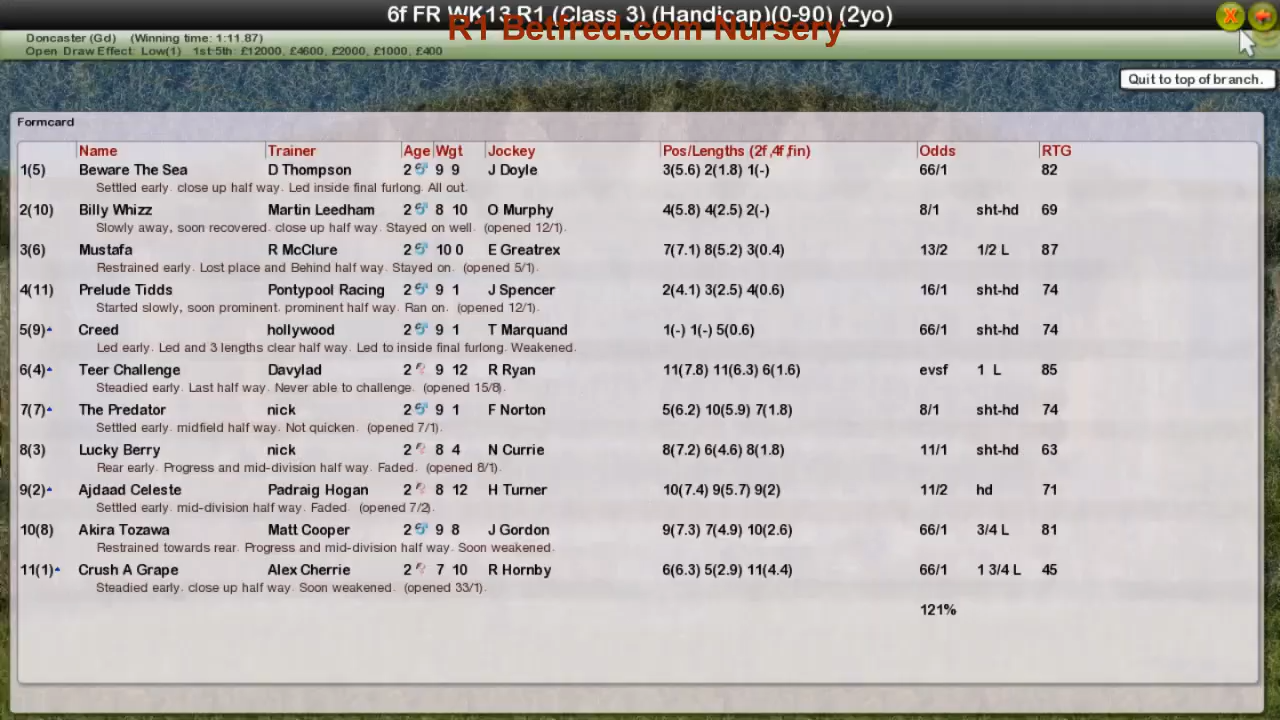 6f FR WK13 R1 (Class 3) (Handicap)(0-90) (2yo)
R1 Betfred.com Nursery
Doncaster (Gd) (Winning time: 1:11.87)
Open Draw Effect: Low(1) 1st-5th: £12000, £4600, £2000, £1000, £400
Quit to top of branch.
Formcard
Name Trainer Age Wgt Jockey Pos/Lengths (2f,4f,fin) Odds RTG
1(5) Beware The Sea D Thompson 2 9 9 J Doyle 3(5.6) 2(1.8) 1(-) 66/1 82
Settled early. close up half way. Led inside final furlong. All out.
2(10) Billy Whizz Martin Leedham 2 8 10 O Murphy 4(5.8) 4(2.5) 2(-) 8/1 sht-hd 69
Slowly away, soon recovered. close up half way. Stayed on well. (opened 12/1).
3(6) Mustafa R McClure 2 10 0 E Greatrex 7(7.1) 8(5.2) 3(0.4) 13/2 1/2 L 87
Restrained early. Lost place and Behind half way. Stayed on. (opened 5/1).
4(11) Prelude Tidds Pontypool Racing 2 9 1 J Spencer 2(4.1) 3(2.5) 4(0.6) 16/1 sht-hd 74
Started slowly, soon prominent. prominent half way. Ran on. (opened 12/1).
5(9) Creed hollywood 2 9 1 T Marquand 1(-) 1(-) 5(0.6) 66/1 sht-hd 74
Led early. Led and 3 lengths clear half way. Led to inside final furlong. Weakened.
6(4) Teer Challenge Davylad 2 9 12 R Ryan 11(7.8) 11(6.3) 6(1.6) evsf 1 L 85
Steadied early. Last half way. Never able to challenge. (opened 15/8).
7(7) The Predator nick 2 9 1 F Norton 5(6.2) 10(5.9) 7(1.8) 8/1 sht-hd 74
Settled early. midfield half way. Not quicken. (opened 7/1).
8(3) Lucky Berry nick 2 8 4 N Currie 8(7.2) 6(4.6) 8(1.8) 11/1 sht-hd 63
Rear early. Progress and mid-division half way. Faded. (opened 8/1).
9(2) Ajdaad Celeste Padraig Hogan 2 8 12 H Turner 10(7.4) 9(5.7) 9(2) 11/2 hd 71
Settled early. mid-division half way. Faded. (opened 7/2).
10(8) Akira Tozawa Matt Cooper 2 9 8 J Gordon 9(7.3) 7(4.9) 10(2.6) 66/1 3/4 L 81
Restrained towards rear. Progress and mid-division half way. Soon weakened.
11(1) Crush A Grape Alex Cherrie 2 7 10 R Hornby 6(6.3) 5(2.9) 11(4.4) 66/1 1 3/4 L 45
Steadied early. close up half way. Soon weakened. (opened 33/1).
121%